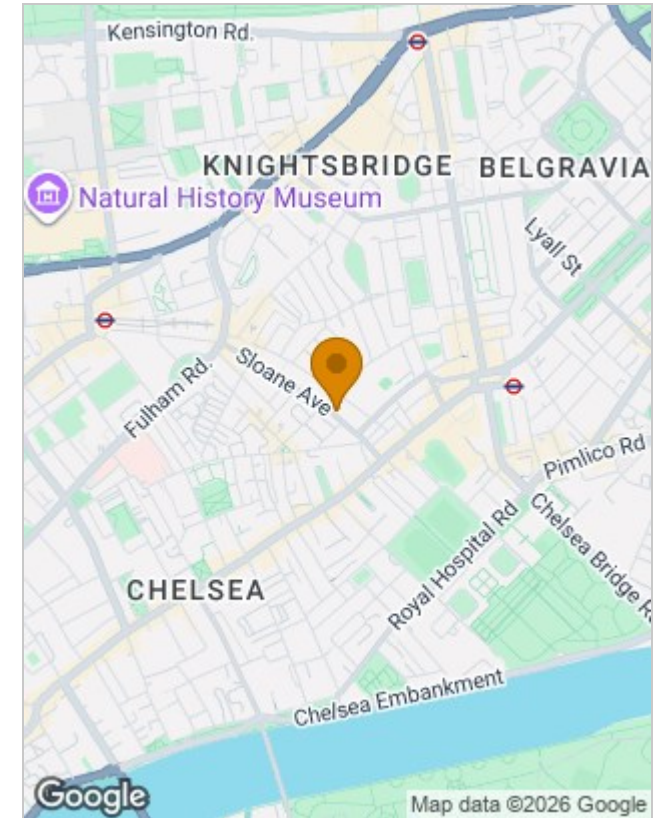 Kensington Rd.
KNIGHTSBRIDGE
BELGRAVIA
Natural History Museum
Lyall St
Sloane Ave
Fulham Rd.
Pimlico Rd
Royal Hospital Rd
Chelsea Bridge R
CHELSEA
Chelsea Embankment
Google
Map data ©2026 Google